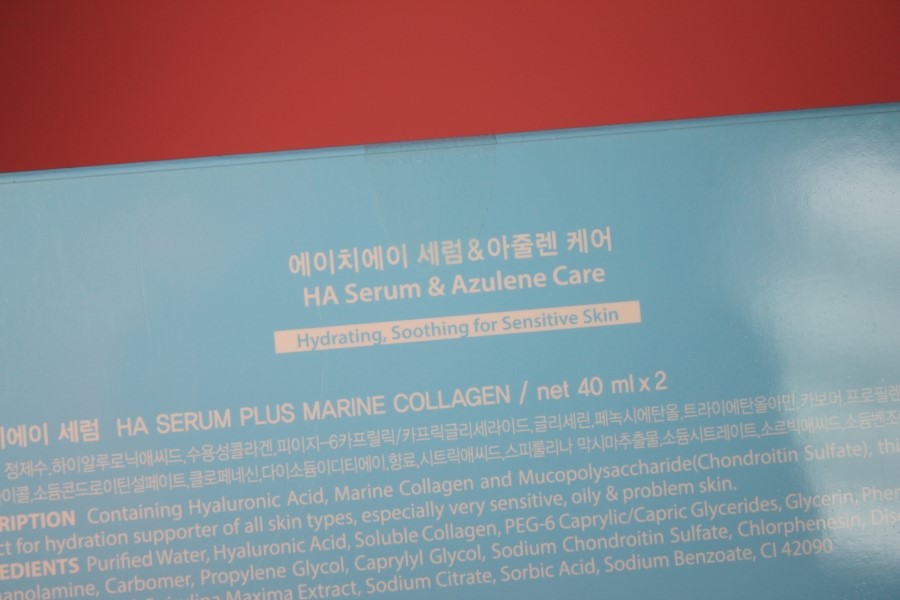 에이치에이 세럼&아줄렌 케어
HA Serum & Azulene Care
Hydrating, Soothing for Sensitive Skin
에이 세럼 HA SERUM PLUS MARINE COLLAGEN / net 40 ml x 2
정제수,하이알루로닉애씨드,수용성콜라겐,피이지-6카프릴릭/카프릭글리세라이드,글리세린,페녹시에탄올,트라이에탄올아민,카보머,프로필렌
이콜,소듐콘드로이틴설페이트,클로페네신,다이소듐이디티에이,향료,시트릭애씨드,스피룰리나 막시마추출물,소듐시트레이트,소르빅애씨드,소듐벤조
RIPTION Containing Hyaluronic Acid, Marine Collagen and Mucopolysaccharide(Chondroitin Sulfate), thi
ct for hydration supporter of all skin types, especially very sensitive, oily & problem skin.
EDIENTS Purified Water, Hyaluronic Acid, Soluble Collagen, PEG-6 Caprylic/Capric Glycerides, Glycerin, Phen
anolamine, Carbomer, Propylene Glycol, Caprylyl Glycol, Sodium Chondroitin Sulfate, Chlorphenesin, Diso
Maxima Extract, Sodium Citrate, Sorbic Acid, Sodium Benzoate, CI 42090